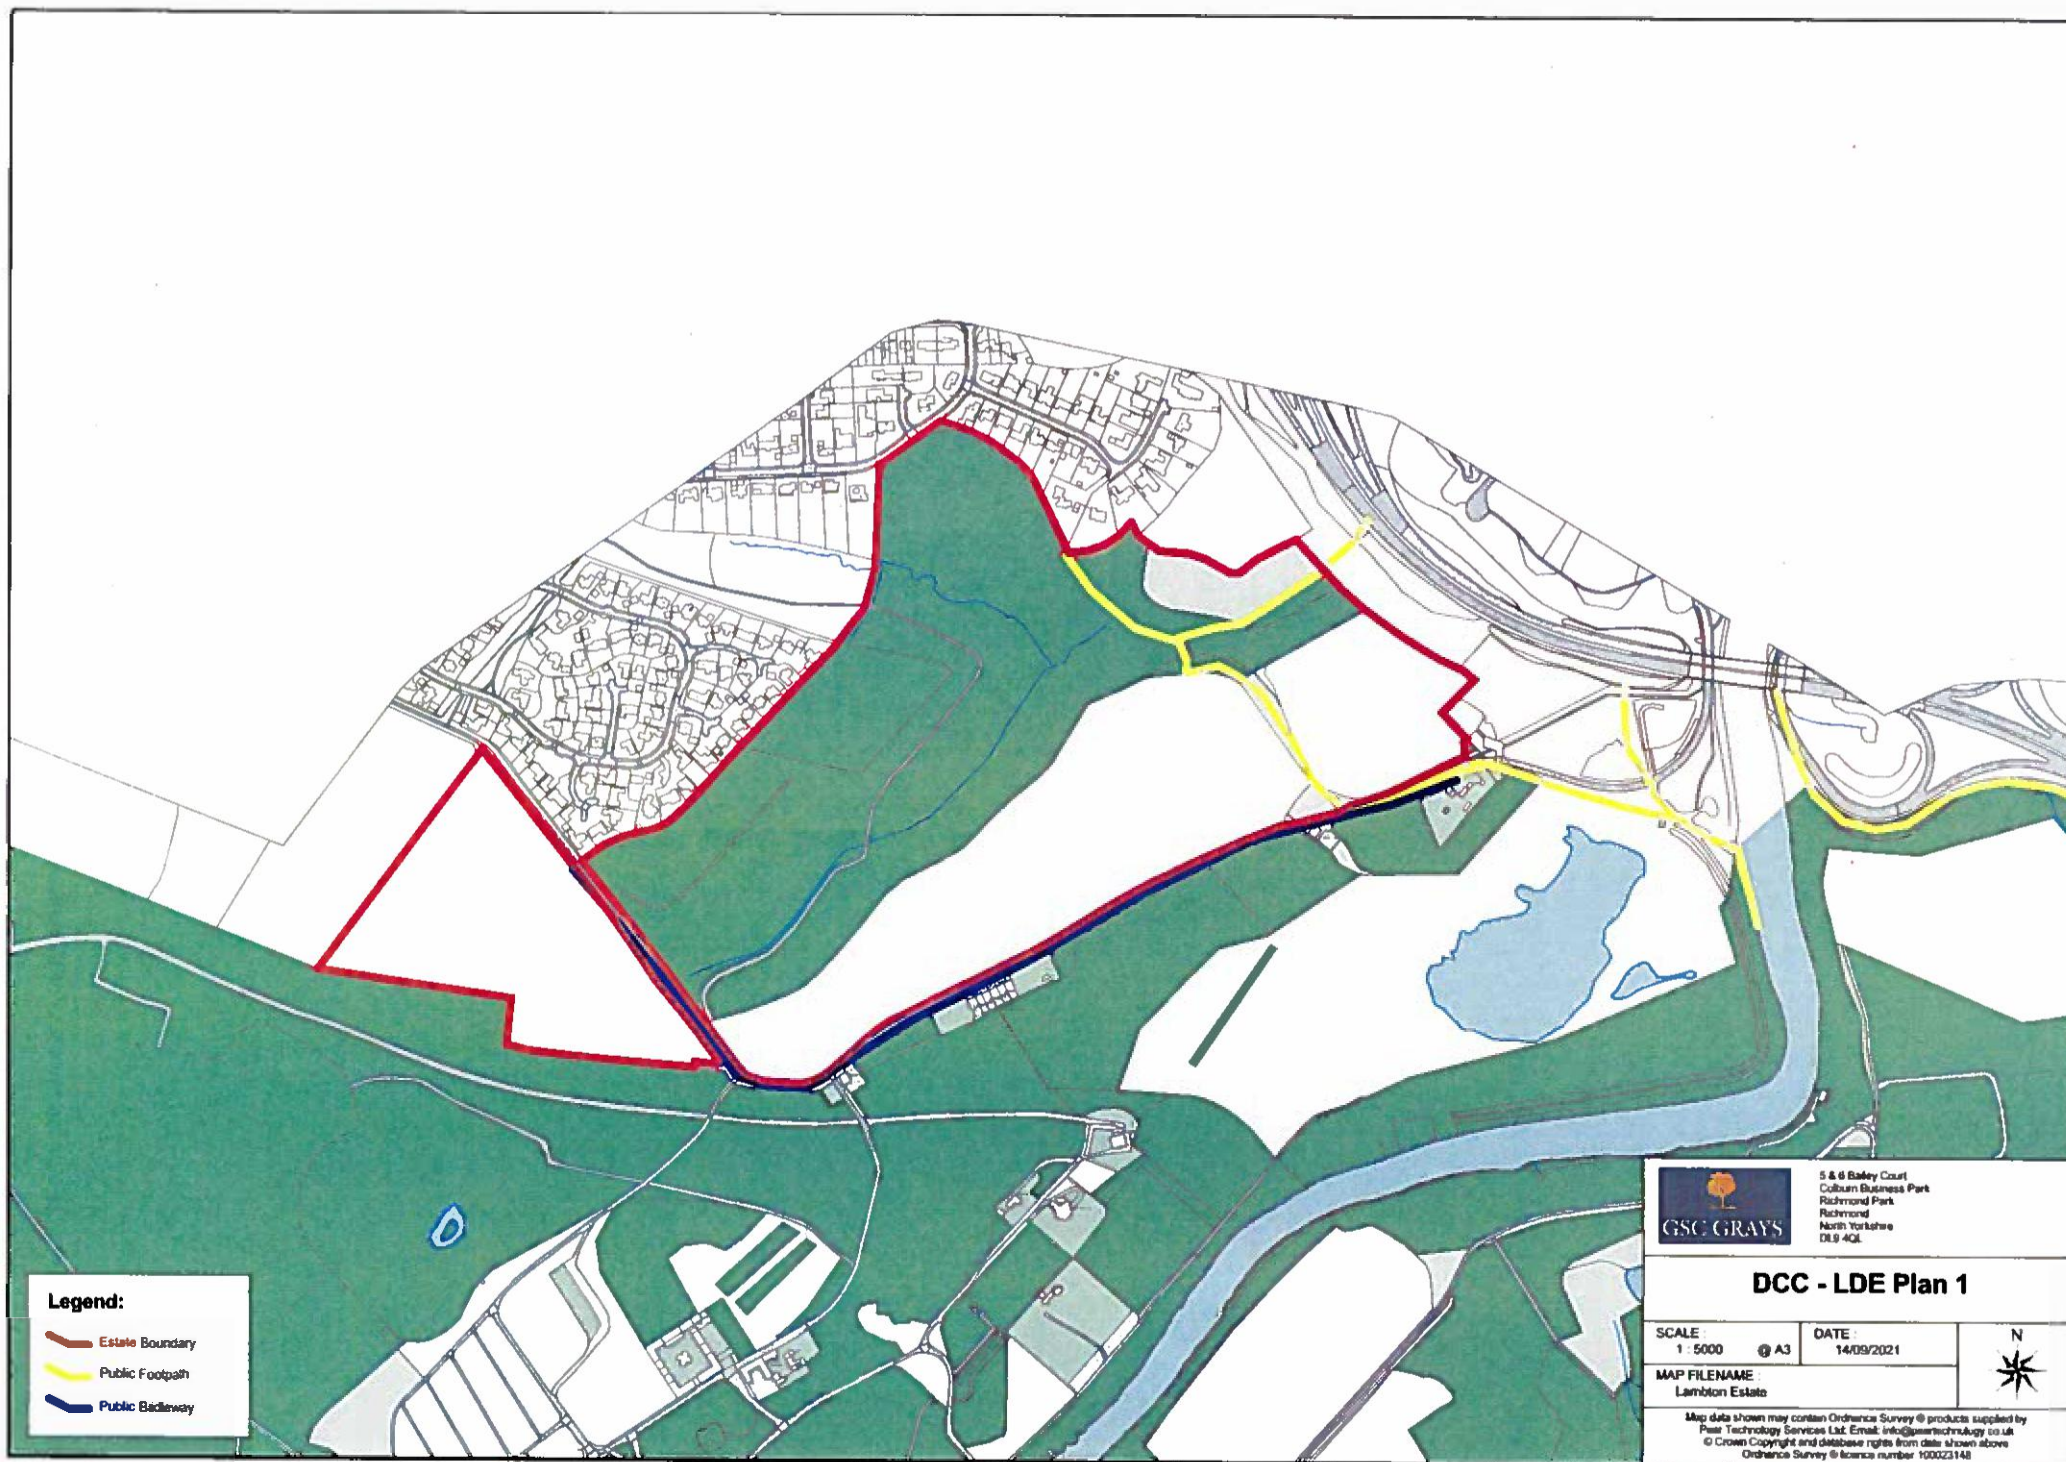 Legend:
Estate Boundary
Public Footpath
Public Bridleway
GSC GRAYS
5 & 6 Bailey Court
Colburn Business Park
Richmond Park
Richmond
North Yorkshire
DL9 4QL
DCC - LDE Plan 1
SCALE :
1 : 5000 @ A3
DATE :
14/09/2021
N
MAP FILENAME :
Lambton Estate
Map data shown may contain Ordnance Survey ® products supplied by
Pear Technology Services Ltd; Email: info@peartechnology.co.uk
© Crown Copyright and database rights from date shown above
Ordnance Survey ® licence number 100023148